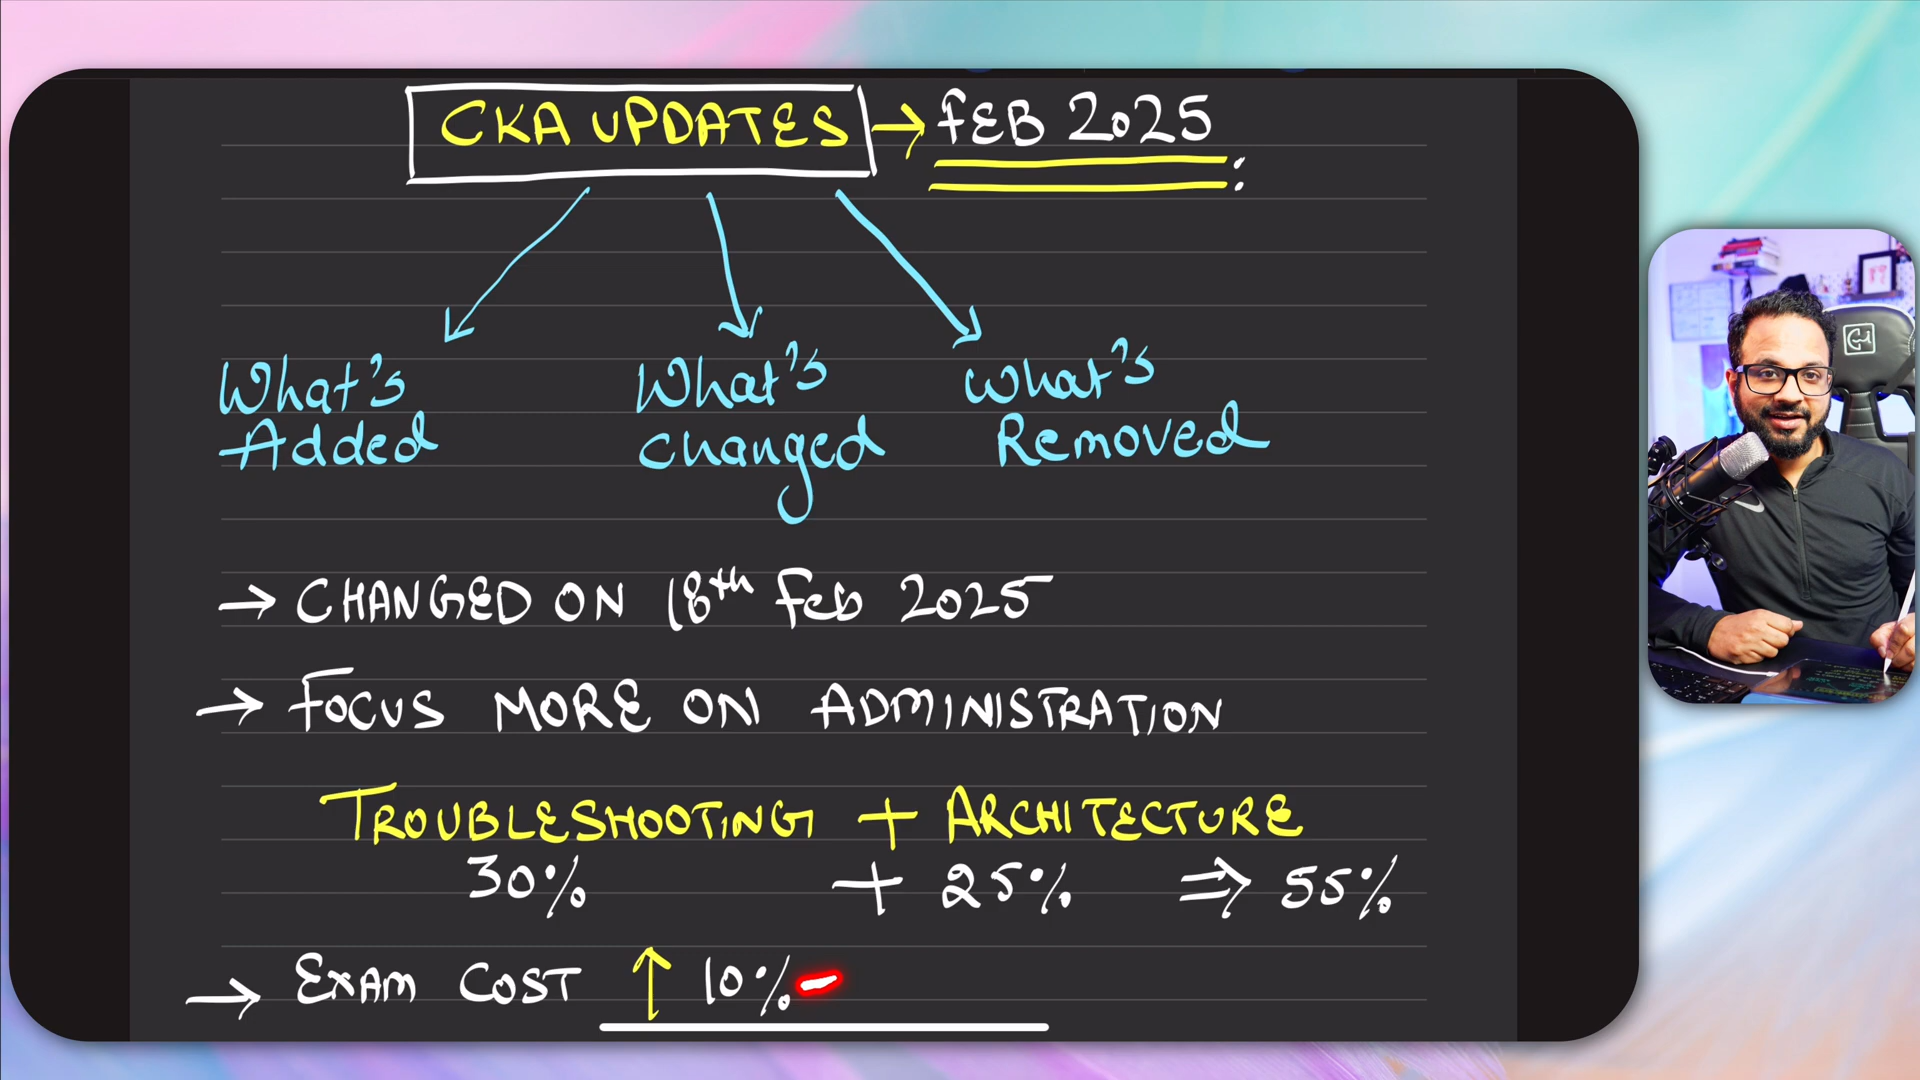 CKA UPDATES → FEB 2025 :
What's Added
What's changed
What's Removed
→ CHANGED ON 18th Feb 2025
→ FOCUS MORE ON ADMINISTRATION
TROUBLESHOOTING + ARCHITECTURE
30% + 25% ⇒ 55%
→ EXAM COST ↑ 10%